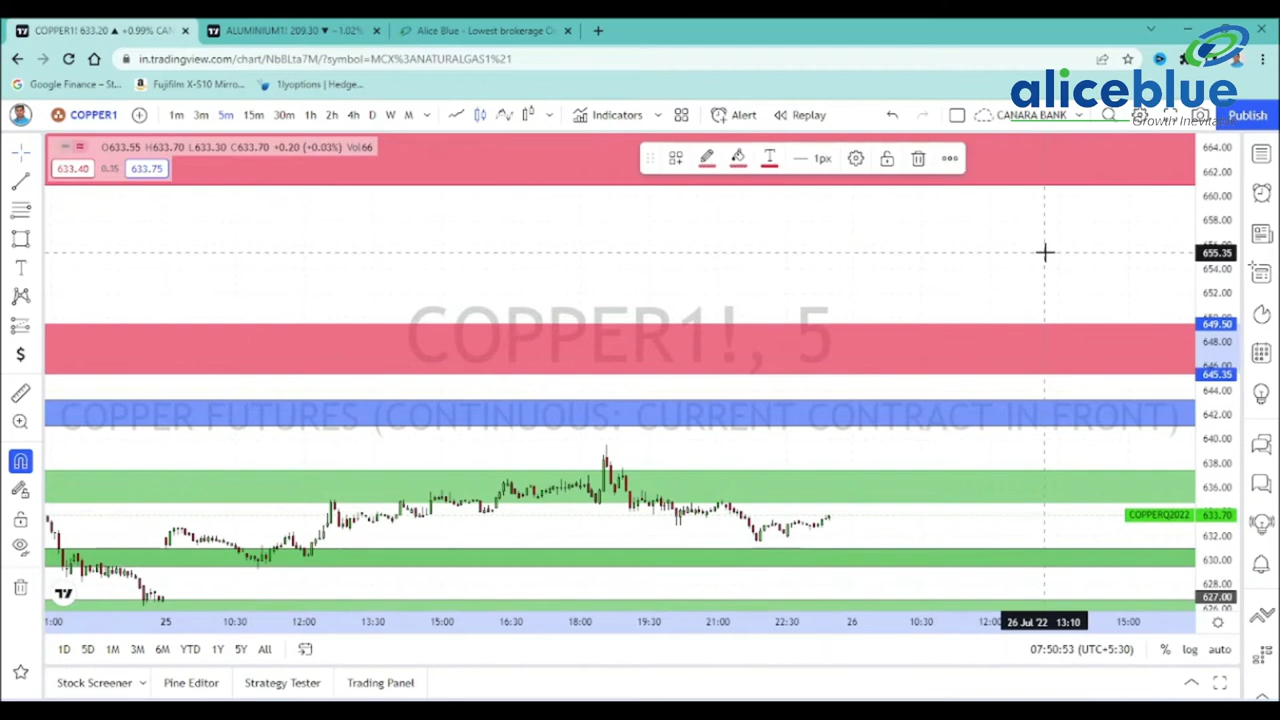 COPPER1! 633.20 ▲ +0.99% CAN
ALUMINIUM1! 209.30 ▼ −1.02%
Alice Blue - Lowest brokerage
in.tradingview.com/chart/NbBLta7M/?symbol=MCX%3ANATURALGAS1%21
Google Finance – St...
Fujifilm X-S10 Mirro...
1lyoptions | Hedge...
aliceblue
Growth Inevitable
COPPER1
1m 3m 5m 15m 30m 1h 2h 4h D W M
Indicators
Alert
Replay
CANARA BANK
Publish
O633.55 H633.70 L633.30 C633.70 +0.20 (+0.03%) Vol66
633.40 0.35 633.75
1px
664.00
662.00
660.00
658.00
655.35
654.00
652.00
649.50
648.00
645.35
644.00
642.00
640.00
638.00
636.00
COPPERQ2022 633.70
632.00
630.00
628.00
627.00
COPPER1!, 5
COPPER FUTURES (CONTINUOUS: CURRENT CONTRACT IN FRONT)
1:00 25 10:30 12:00 13:30 15:00 16:30 18:00 19:30 21:00 22:30 26 10:30 12:00 26 Jul '22 13:10 15:00
1D 5D 1M 3M 6M YTD 1Y 5Y All
07:50:53 (UTC+5:30) % log auto
Stock Screener Pine Editor Strategy Tester Trading Panel